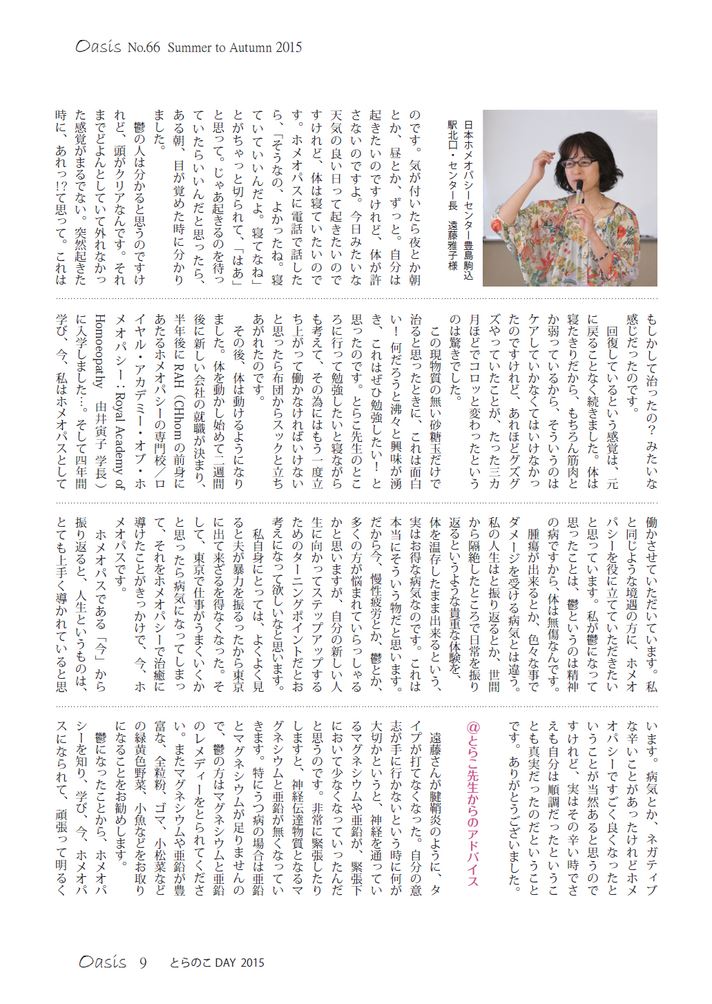 Oasis No.66 Summer to Autumn 2015
日本ホメオパシーセンター豊島駒込
駅北口・センター長　遠藤雅子様
のです。気が付いたら夜とか朝
とか、昼とか、ずっと。自分は
起きたいのですけれど、体が許
さないのですよ。今日みたいな
天気の良い日って起きたいので
すけれど、体は寝ていたいので
す。ホメオパスに電話で話した
ら、「そうなの、よかったね。寝
ていていいんだよ。寝てなね」
とがちゃっと切られて、「はあ」
と思って。じゃあ起きるのを待っ
ていたらいいんだと思ったら、
ある朝、目が覚めた時に分かり
ました。
　鬱の人は分かると思うのですけ
れど、頭がクリアなんです。それ
までどよんとしていて外れなかっ
た感覚がまるでない。突然起きた
時に、あれっ!?て思って。これは
もしかして治ったの？みたいな
感じだったのです。
　回復しているという感覚は、元
に戻ることなく続きました。体は
寝たきりだから、もちろん筋肉と
か弱っているから、そういうのは
ケアしていかなくてはいけなかっ
たのですけれど、あれほどグズグ
ズやっていたことが、たった三カ
月ほどでコロッと変わったという
のは驚きでした。
　この現物質の無い砂糖玉だけで
治ると思ったときに、これは面白
い！何だろうと沸々と興味が湧
き、これはぜひ勉強したい！と
思ったのです。とらこ先生のとこ
ろに行って勉強したいと寝ながら
も考えて、その為にはもう一度立
ち上がって働かなければいけない
と思ったら布団からスックと立ち
あがれたのです。
　その後、体は動けるようになり
ました。体を動かし始めて二週間
後に新しい会社の就職が決まり、
半年後にRAH（CHhomの前身に
あたるホメオパシーの専門校／ロ
イヤル・アカデミー・オブ・ホ
メオパシー：Royal Academy of
Homoeopathy　由井寅子 学長）
に入学しました…。そして四年間
学び、今、私はホメオパスとして
働かさせていただいています。私
と同じような境遇の方に、ホメオ
パシーを役に立てていただきたい
と思っています。私が鬱になって
思ったことは、鬱というのは精神
の病ですから、体は無傷なんです。
　腫瘍が出来るとか、色々な事で
ダメージを受ける病気とは違う。
私の人生はと振り返るとか、世間
から隔絶したところで日常を振り
返るというような貴重な体験を、
体を温存したまま出来るという、
実はお得な病気なのです。これは
本当にそういう物だと思います。
だから今、慢性疲労とか、鬱とか、
多くの方が悩まれていらっしゃる
かと思いますが、自分の新しい人
生に向かってステップアップする
ためのターニングポイントだとお
考えになって欲しいなと思います。
　私自身にとっては、よくよく見
ると夫が暴力を振るったから東京
に出て来ざるを得なくなった。そ
して、東京で仕事がうまくいくか
と思ったら病気になってしまっ
て、それをホメオパシーで治癒に
導けたことがきっかけで、今、ホ
メオパスです。
　ホメオパスである「今」から
振り返ると、人生というものは、
とても上手く導かれていると思
います。病気とか、ネガティブ
な辛いことがあったけれどホメ
オパシーですごく良くなったと
いうことが当然あると思うので
すけれど、実はその辛い時でさ
えも自分は順調だったというこ
とも真実だったのだということ
です。ありがとうございました。
＠とらこ先生からのアドバイス
　遠藤さんが腱鞘炎のように、タ
イプが打てなくなった。自分の意
志が手に行かないという時に何が
大切かというと、神経を通ってい
るマグネシウムや亜鉛が、緊張下
において少なくなっていったんだ
と思うのです。非常に緊張したり
しますと、神経伝達物質となるマ
グネシウムと亜鉛が無くなってい
きます。特にうつ病の場合は亜鉛
とマグネシウムが足りませんの
で、鬱の方はマグネシウムと亜鉛
のレメディーをとられてくださ
い。またマグネシウムや亜鉛が豊
富な、全粒粉、ゴマ、小松菜など
の緑黄色野菜、小魚などをお取り
になることをお勧めします。
　鬱になったことから、ホメオパ
シーを知り、学び、今、ホメオパ
スになられて、頑張って明るく
Oasis 9 とらのこDAY 2015